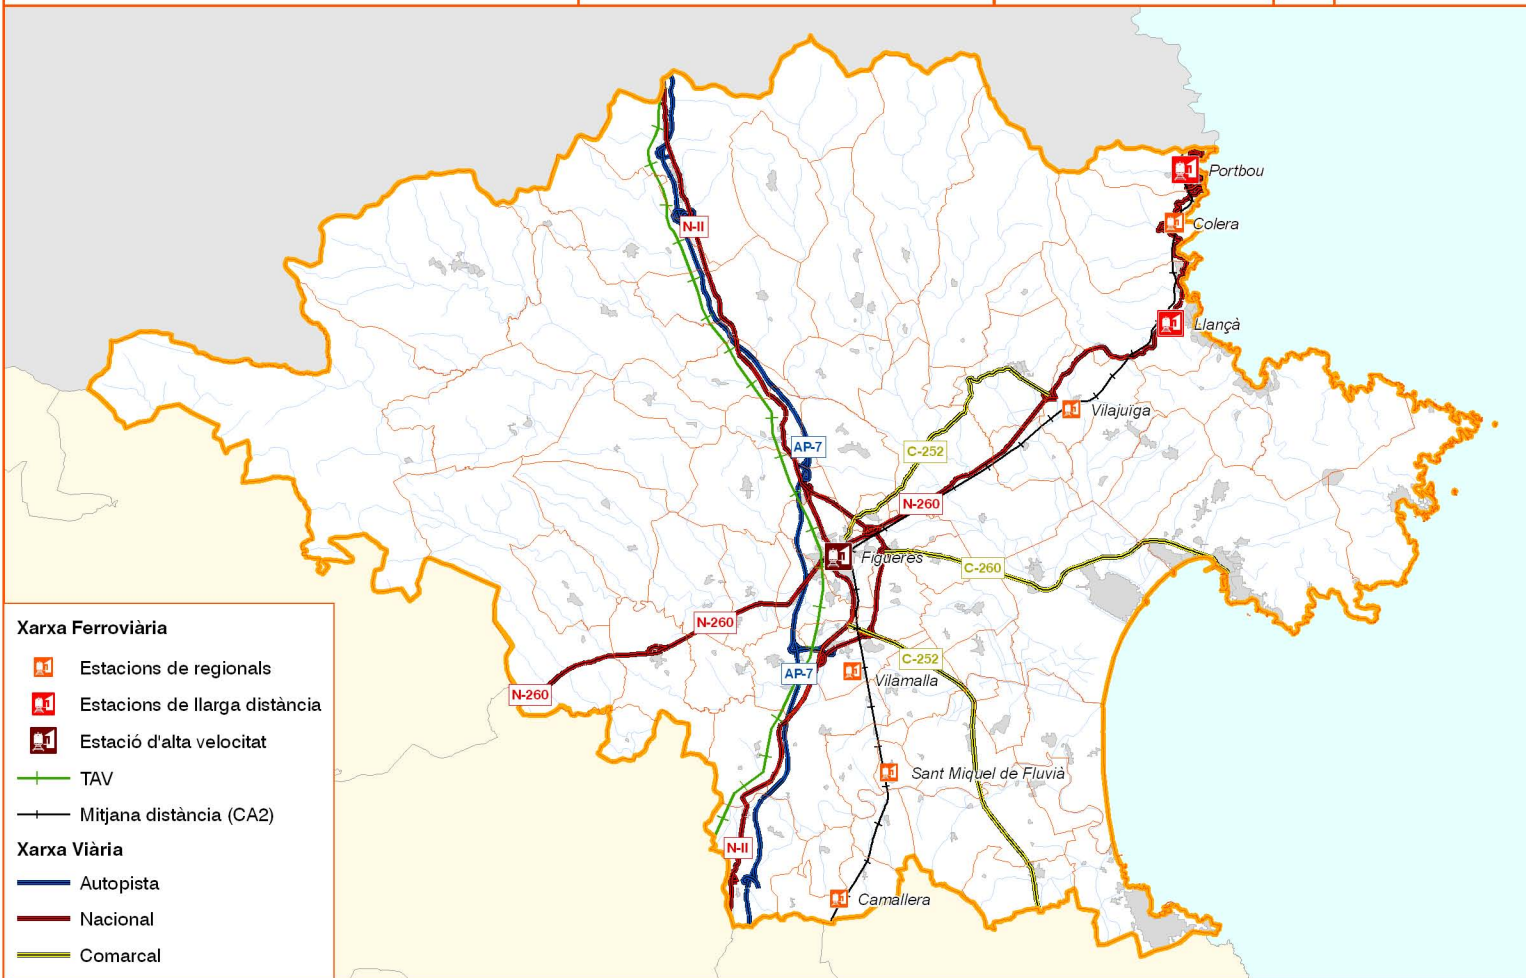 Portbou
Colera
N-II
Llançà
Vilajuïga
AP-7
C-252
N-260
Figueres
C-260
N-260
C-252
AP-7
Vilamalla
N-260
Sant Miquel de Fluvià
N-II
Camallera
Xarxa Ferroviària
Estacions de regionals
Estacions de llarga distància
Estació d'alta velocitat
TAV
Mitjana distància (CA2)
Xarxa Viària
Autopista
Nacional
Comarcal